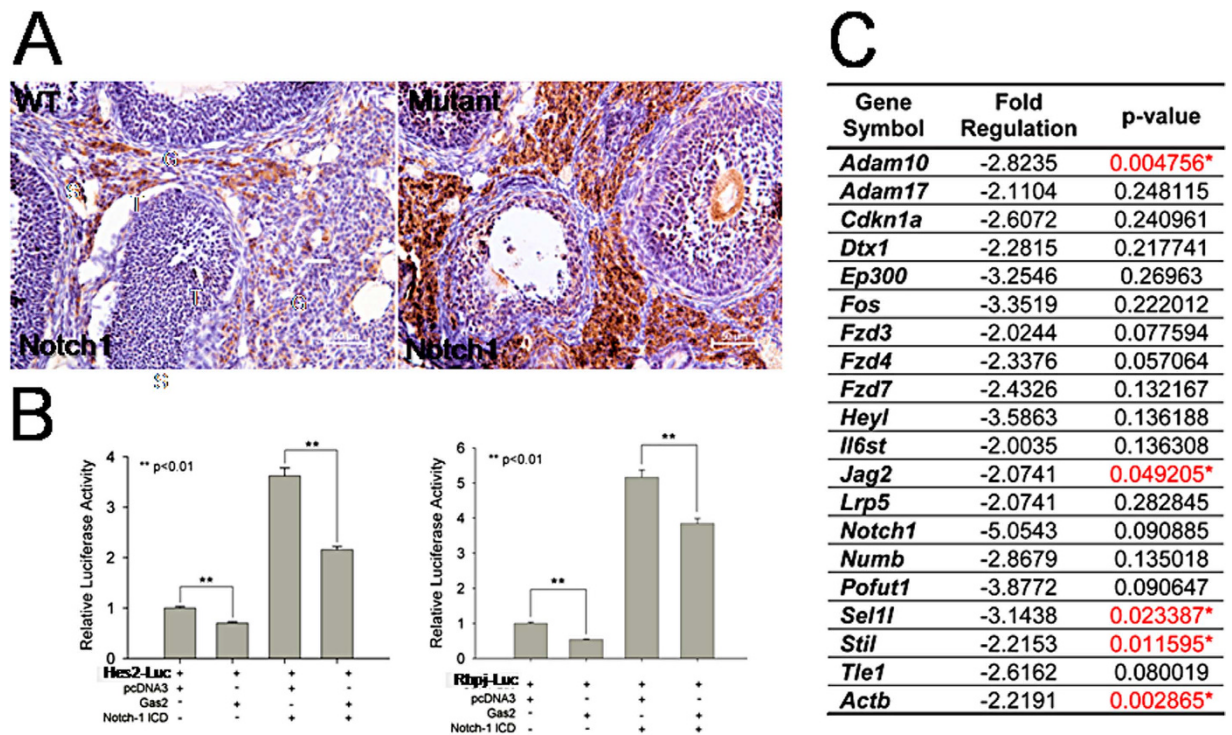 A
WT
G
S
T
T
G
Notch1
S
Mutant
Notch1
50µm
B
Relative Luciferase Activity
4
3
2
1
0
** p<0.01
**
**
Hes2-Luc + + + +
pcDNA3 + - + -
Gas2 - + - +
Notch-1 ICD - - + +
Relative Luciferase Activity
6
5
4
3
2
1
0
** p<0.01
**
**
Rbpj-Luc + + + +
pcDNA3 + - + -
Gas2 - + - +
Notch-1 ICD - - + +
C
Gene Symbol Fold Regulation p-value
Adam10 -2.8235 0.004756*
Adam17 -2.1104 0.248115
Cdkn1a -2.6072 0.240961
Dtx1 -2.2815 0.217741
Ep300 -3.2546 0.26963
Fos -3.3519 0.222012
Fzd3 -2.0244 0.077594
Fzd4 -2.3376 0.057064
Fzd7 -2.4326 0.132167
Heyl -3.5863 0.136188
Il6st -2.0035 0.136308
Jag2 -2.0741 0.049205*
Lrp5 -2.0741 0.282845
Notch1 -5.0543 0.090885
Numb -2.8679 0.135018
Pofut1 -3.8772 0.090647
Sel1l -3.1438 0.023387*
Stil -2.2153 0.011595*
Tle1 -2.6162 0.080019
Actb -2.2191 0.002865*